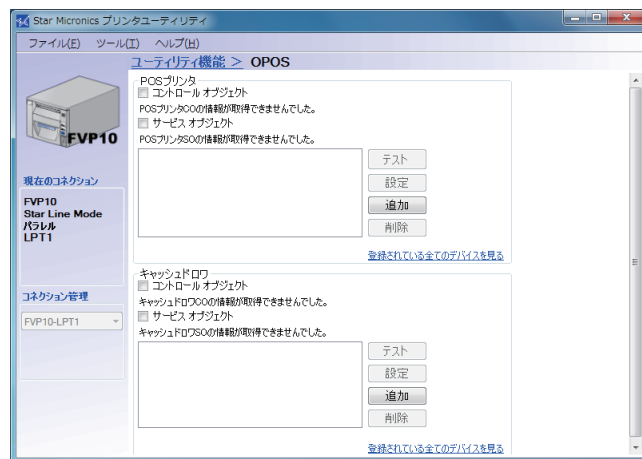 Star Micronics プリンタユーティリティ
ファイル(F) ツール(T) ヘルプ(H)
ユーティリティ機能 > OPOS
FVP10
現在のコネクション
FVP10
Star Line Mode
パラレル
LPT1
コネクション管理
FVP10-LPT1
POSプリンタ
コントロール オブジェクト
POSプリンタCOの情報が取得できませんでした。
サービス オブジェクト
POSプリンタSOの情報が取得できませんでした。
テスト
設定
追加
削除
登録されている全てのデバイスを見る
キャッシュドロワ
コントロール オブジェクト
キャッシュドロワCOの情報が取得できませんでした。
サービス オブジェクト
キャッシュドロワSOの情報が取得できませんでした。
テスト
設定
追加
削除
登録されている全てのデバイスを見る